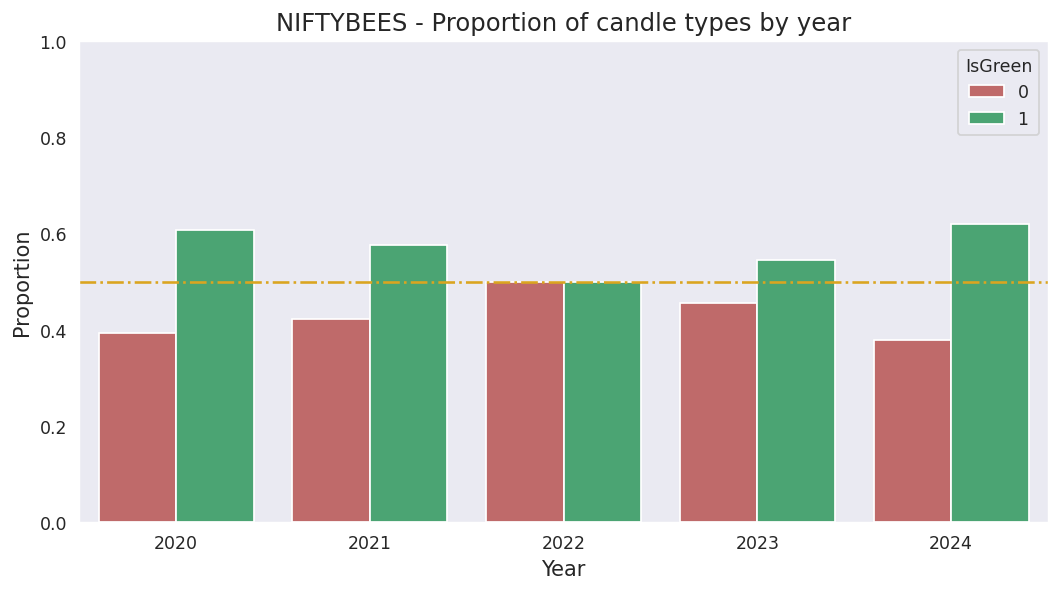 NIFTYBEES - Proportion of candle types by year
1.0
0.8
0.6
0.4
0.2
0.0
Proportion
IsGreen
0
1
2020 2021 2022 2023 2024
Year